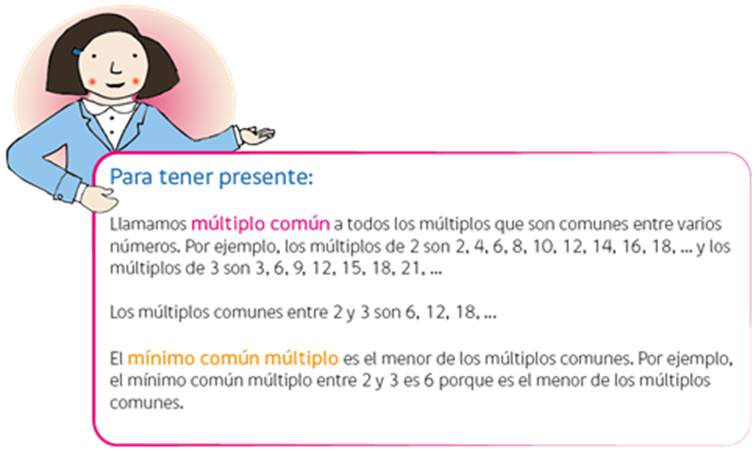 Para tener presente:
Llamamos múltiplo común a todos los múltiplos que son comunes entre varios
números. Por ejemplo, los múltiplos de 2 son 2, 4, 6, 8, 10, 12, 14, 16, 18, ... y los
múltiplos de 3 son 3, 6, 9, 12, 15, 18, 21, ...
Los múltiplos comunes entre 2 y 3 son 6, 12, 18, ...
El mínimo común múltiplo es el menor de los múltiplos comunes. Por ejemplo,
el mínimo común múltiplo entre 2 y 3 es 6 porque es el menor de los múltiplos
comunes.